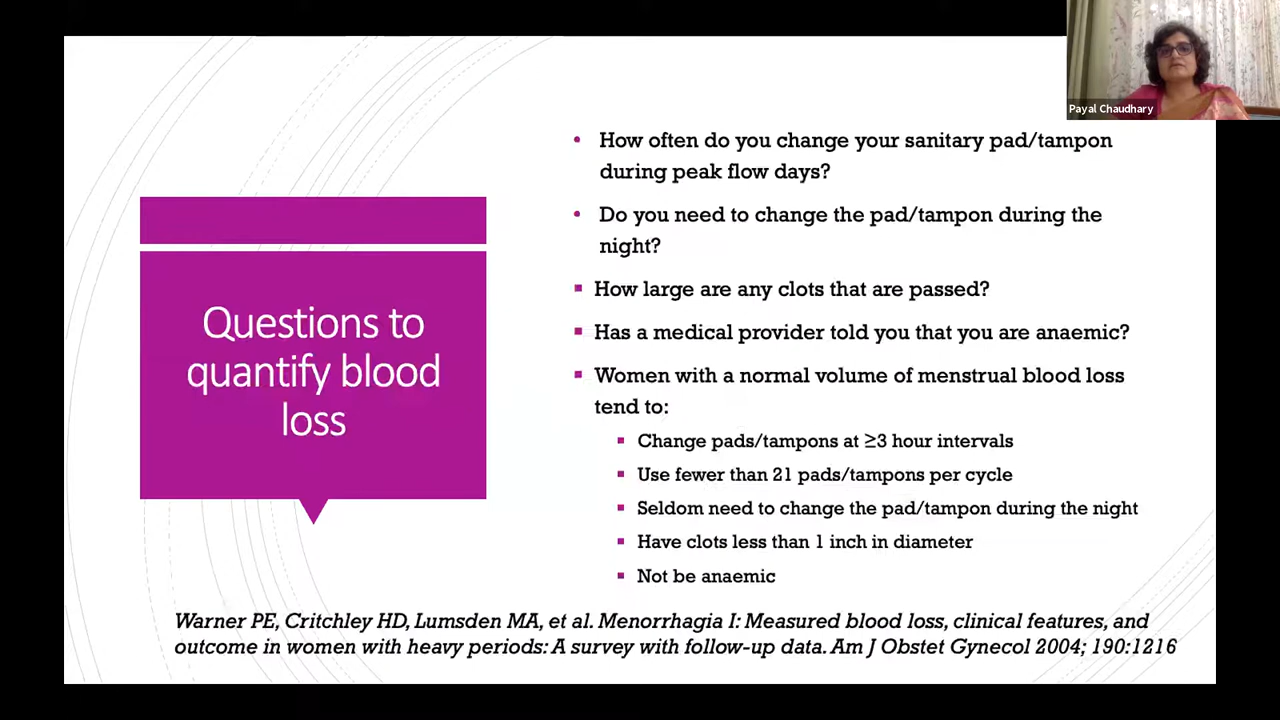 Payal Chaudhary
Questions to
quantify blood
loss
How often do you change your sanitary pad/tampon
during peak flow days?
Do you need to change the pad/tampon during the
night?
How large are any clots that are passed?
Has a medical provider told you that you are anaemic?
Women with a normal volume of menstrual blood loss
tend to:
Change pads/tampons at ≥3 hour intervals
Use fewer than 21 pads/tampons per cycle
Seldom need to change the pad/tampon during the night
Have clots less than 1 inch in diameter
Not be anaemic
Warner PE, Critchley HD, Lumsden MA, et al. Menorrhagia I: Measured blood loss, clinical features, and
outcome in women with heavy periods: A survey with follow-up data. Am J Obstet Gynecol 2004; 190:1216